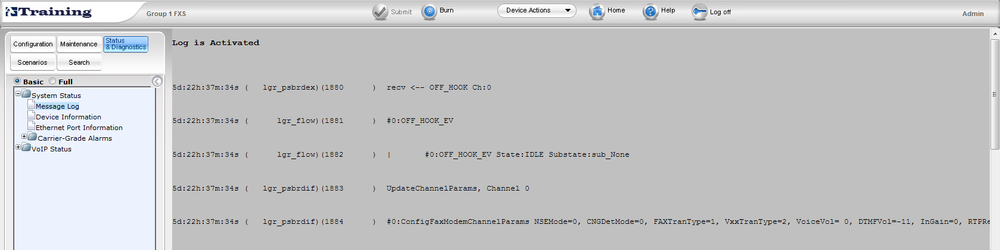 Training
Group 1 FXS
Submit
Burn
Device Actions
Home
Help
Log off
Admin
Configuration
Maintenance
Status
& Diagnostics
Scenarios
Search
Basic
Full
System Status
Message Log
Device Information
Ethernet Port Information
Carrier-Grade Alarms
VoIP Status
Log is Activated
5d:22h:37m:34s (   lgr_psbrdex)(1880      )  recv <-- OFF_HOOK Ch:0
5d:22h:37m:34s (      lgr_flow)(1881      )  #0:OFF_HOOK_EV
5d:22h:37m:34s (      lgr_flow)(1882      )  |       #0:OFF_HOOK_EV State:IDLE Substate:sub_None
5d:22h:37m:34s (   lgr_psbrdif)(1883      )  UpdateChannelParams, Channel 0
5d:22h:37m:34s (   lgr_psbrdif)(1884      )  #0:ConfigFaxModemChannelParams NSEMode=0, CNGDetMode=0, FAXTranType=1, VxxTranType=2, VoiceVol= 0, DTMFVol=-11, InGain=0, RTPRe